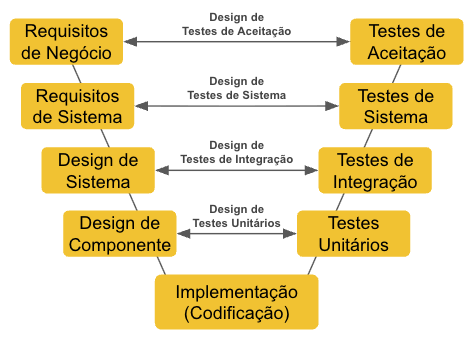 Requisitos
de Negócio
Design de
Testes de Aceitação
Testes de
Aceitação
Requisitos
de Sistema
Design de
Testes de Sistema
Testes de
Sistema
Design de
Sistema
Design de
Testes de Integração
Testes de
Integração
Design de
Componente
Design de
Testes Unitários
Testes
Unitários
Implementação
(Codificação)